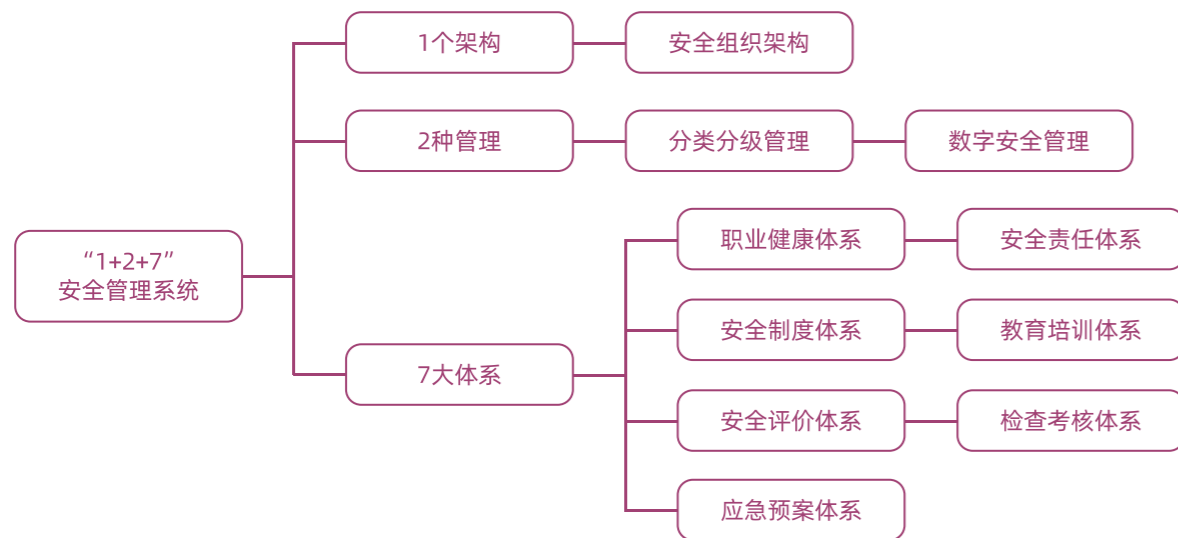 1个架构
安全组织架构
2种管理
分类分级管理
数字安全管理
“1+2+7”
安全管理系统
7大体系
职业健康体系
安全责任体系
安全制度体系
教育培训体系
安全评价体系
检查考核体系
应急预案体系